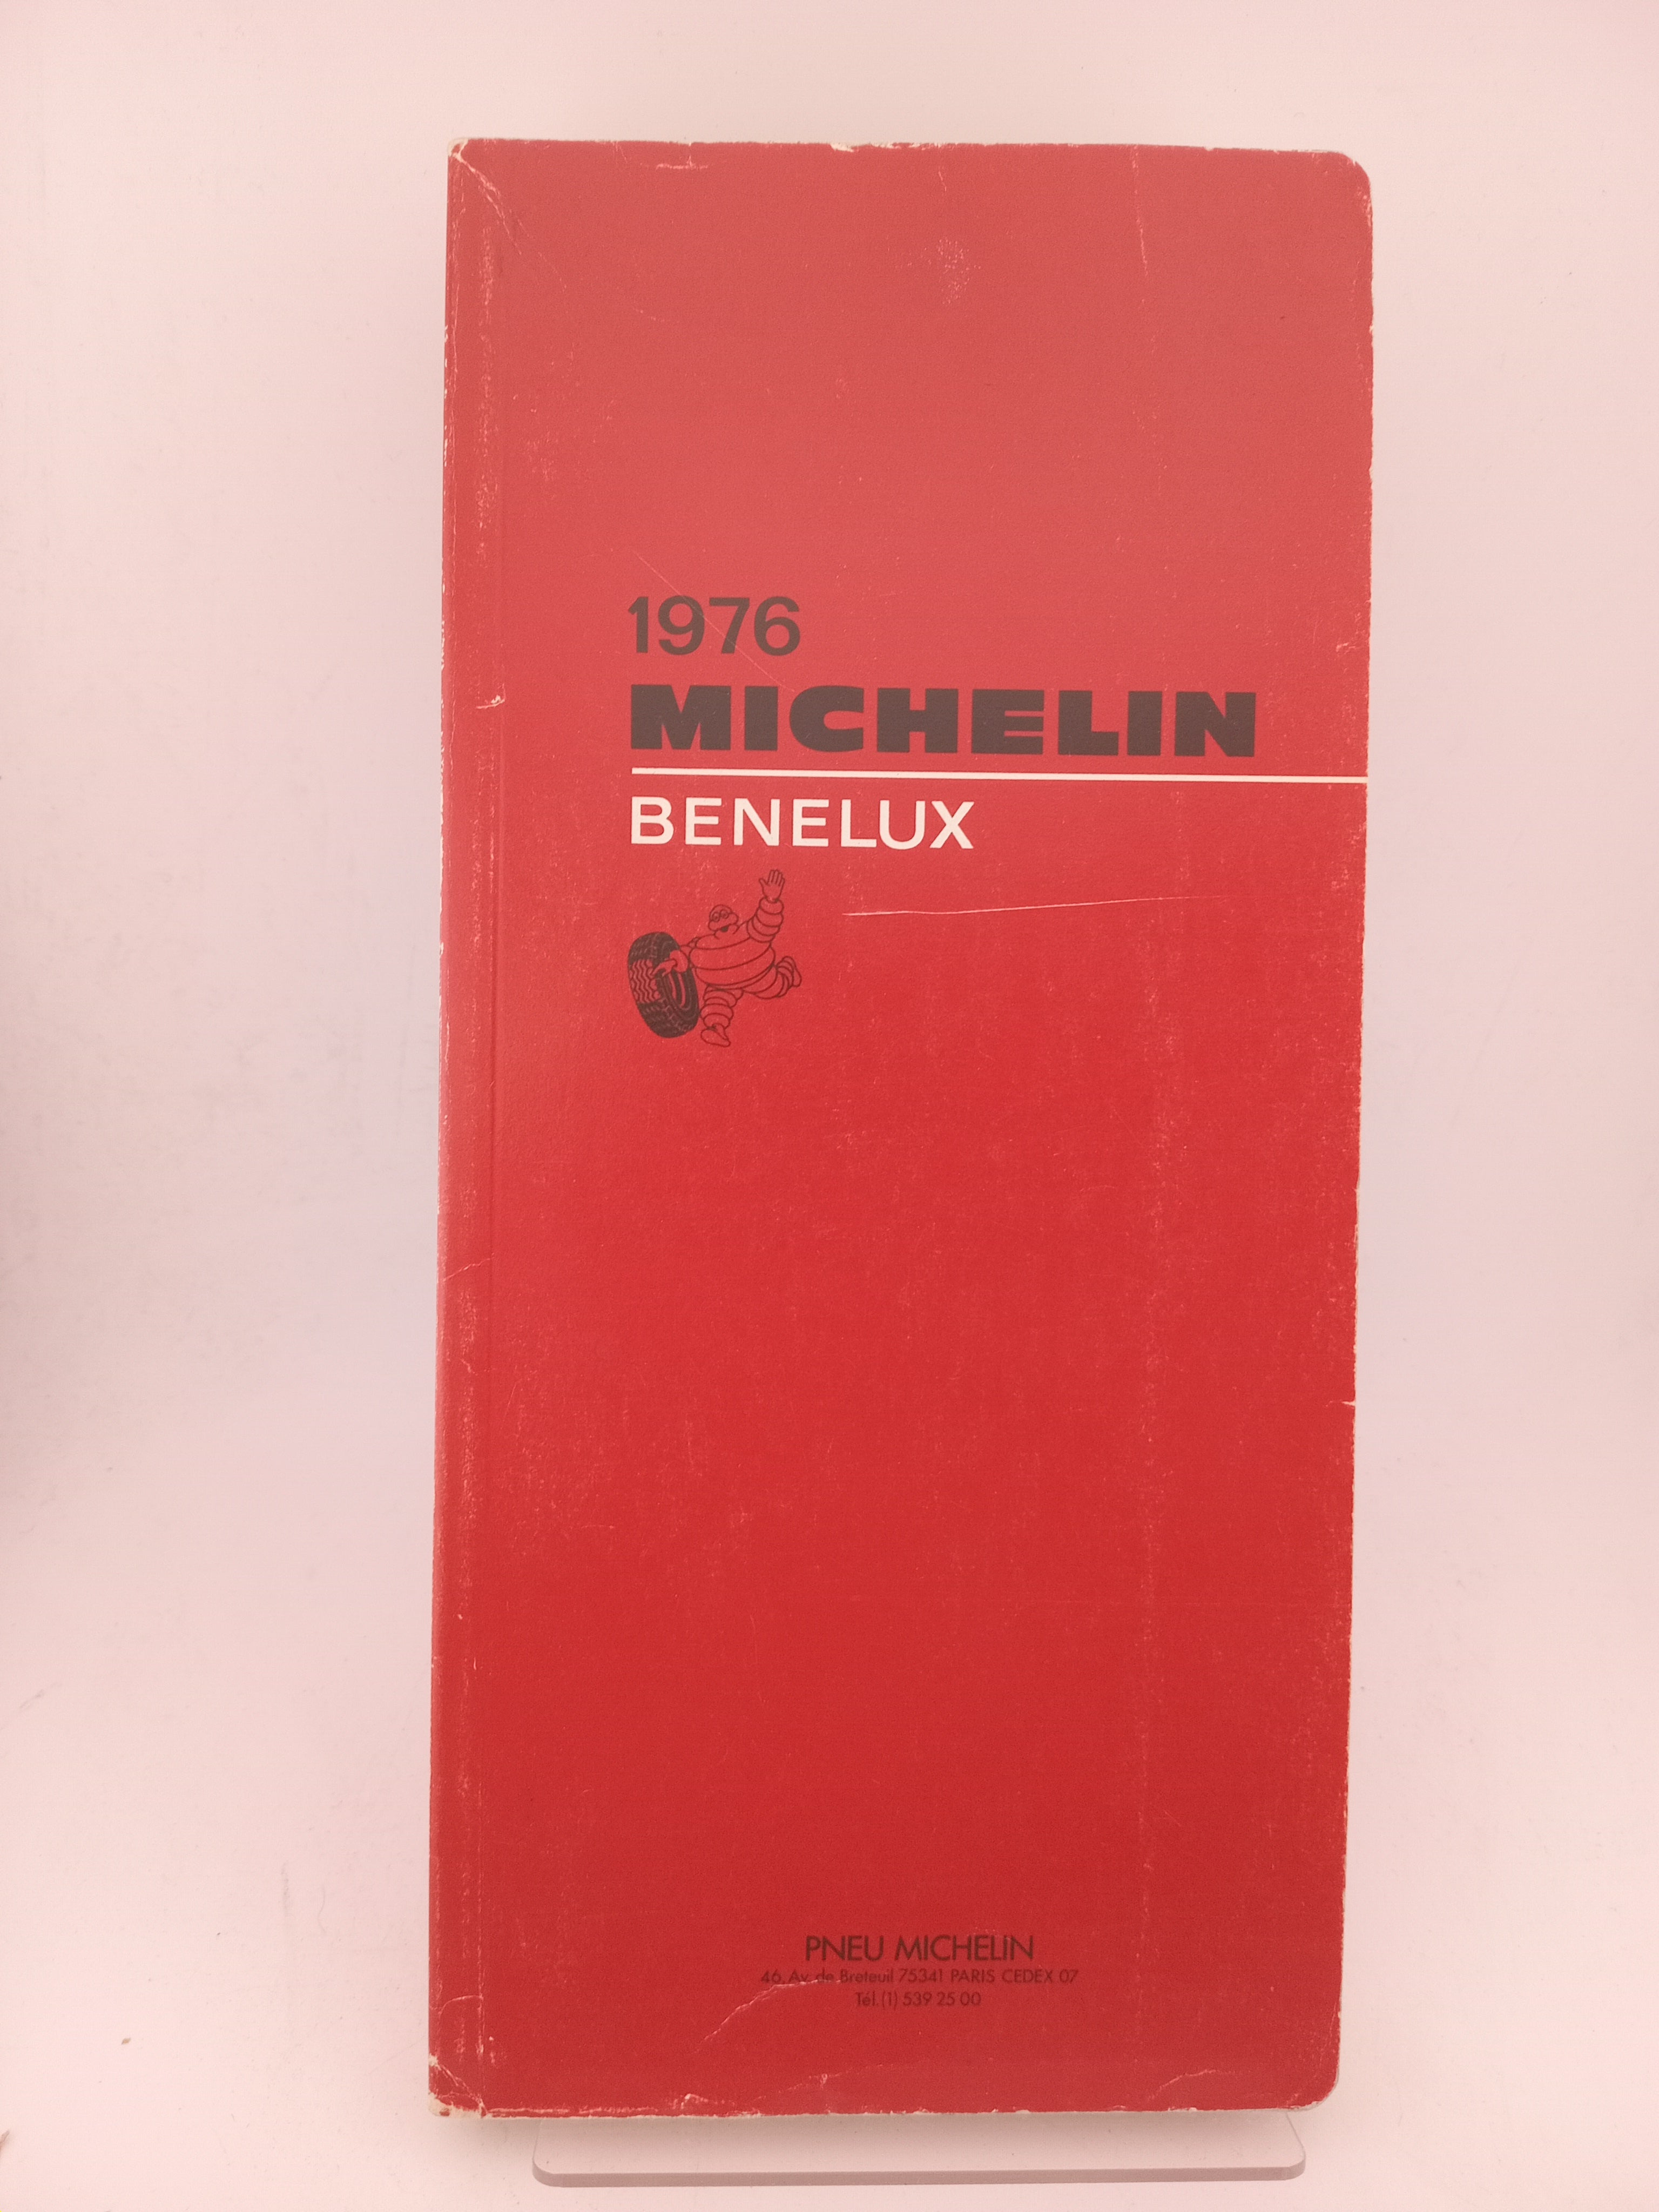 1976
MICHELIN
BENELUX
PNEU MICHELIN
46, Av. de Breteuil 75341 PARIS CEDEX 07
Tél. (1) 539 25 00